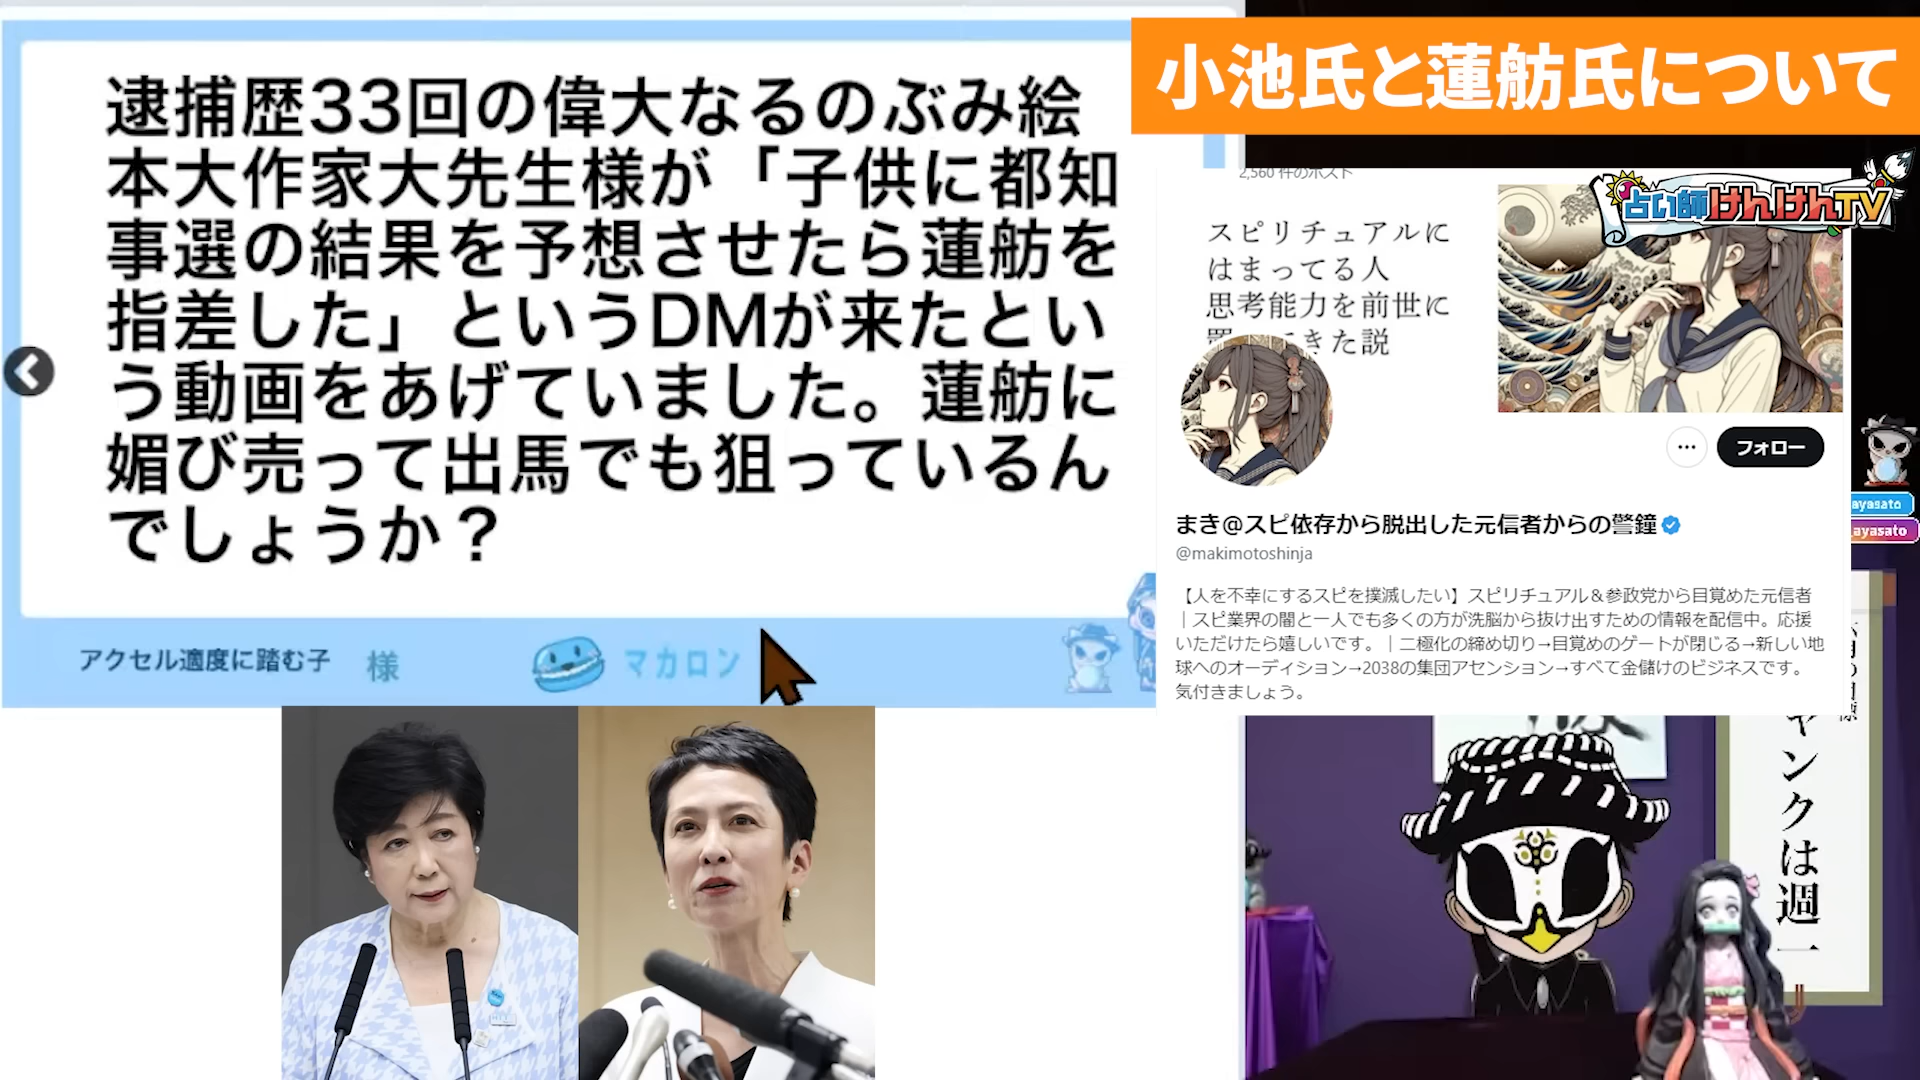 逮捕歴33回の偉大なるのぶみ絵
本大作家大先生様が「子供に都知
事選の結果を予想させたら蓮舫を
指差した」というDMが来たとい
う動画をあげていました。蓮舫に
媚び売って出馬でも狙っているん
でしょうか？
アクセル適度に踏む子 様
マカロン
小池氏と蓮舫氏について
占い師けんけんTV
2,560 件のポスト
スピリチュアルに
はまってる人
思考能力を前世に
きた説
フォロー
まき@スピ依存から脱出した元信者からの警鐘
@makimotoshinja
【人を不幸にするスピを撲滅したい】スピリチュアル＆参政党から目覚めた元信者
｜スピ業界の闇と一人でも多くの方が洗脳から抜け出すための情報を配信中。応援
いただけたら嬉しいです。｜二極化の締め切り→目覚めのゲートが閉じる→新しい地
球へのオーディション→2038の集団アセンション→すべて金儲けのビジネスです。
気付きましょう。
ayasato
ayasato
ンクは週一